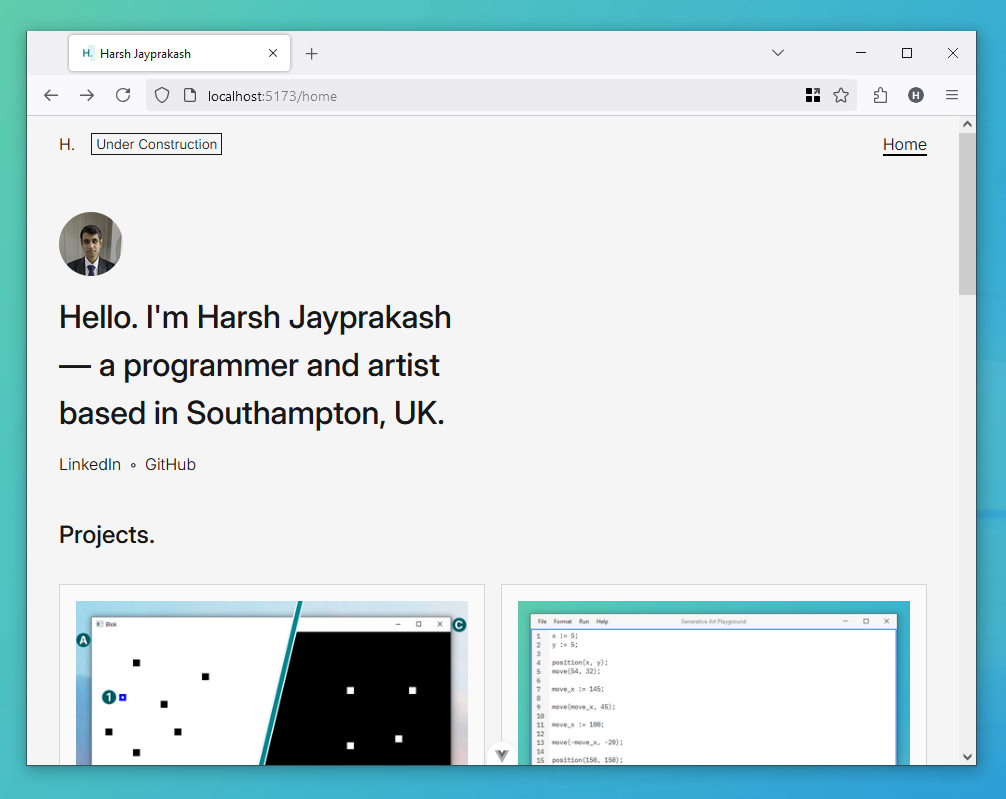 H. Harsh Jayprakash
localhost:5173/home
H
H. Under Construction
Home
Hello. I'm Harsh Jayprakash
— a programmer and artist
based in Southampton, UK.
LinkedIn ∘ GitHub
Projects.
Blok
A
C
1
File Format Run Help
Generative Art Playground
1 x := 5;
2 y := 5;
3
4 position(x, y);
5 move(54, 32);
6
7 move_x := 145;
8
9 move(move_x, 45);
10
11 move_x := 100;
12
13 move(-move_x, -20);
14
15 position(150, 150);